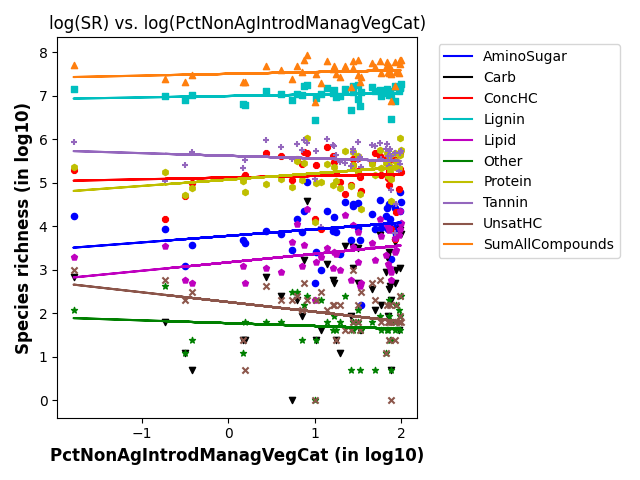 log(SR) vs. log(PctNonAgIntrodManagVegCat)
8
7
6
5
4
3
2
1
0
Species richness (in log10)
−1 0 1 2
PctNonAgIntrodManagVegCat (in log10)
AminoSugar
Carb
ConcHC
Lignin
Lipid
Other
Protein
Tannin
UnsatHC
SumAllCompounds